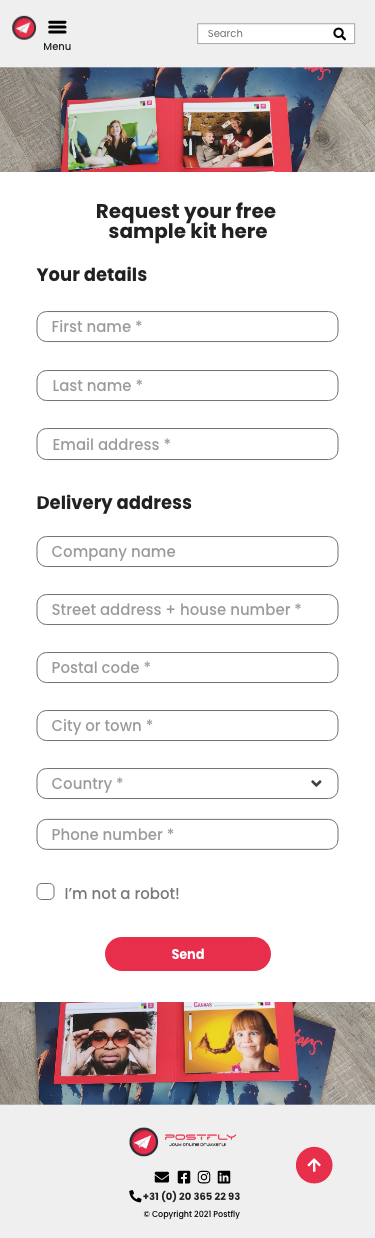 Menu
Search
Request your free
sample kit here
Your details
First name *
Last name *
Email address *
Delivery address
Company name
Street address + house number *
Postal code *
City or town *
Country *
Phone number *
I'm not a robot!
Send
POSTFLY
+31 (0) 20 365 22 93
© Copyright 2021 Postfly